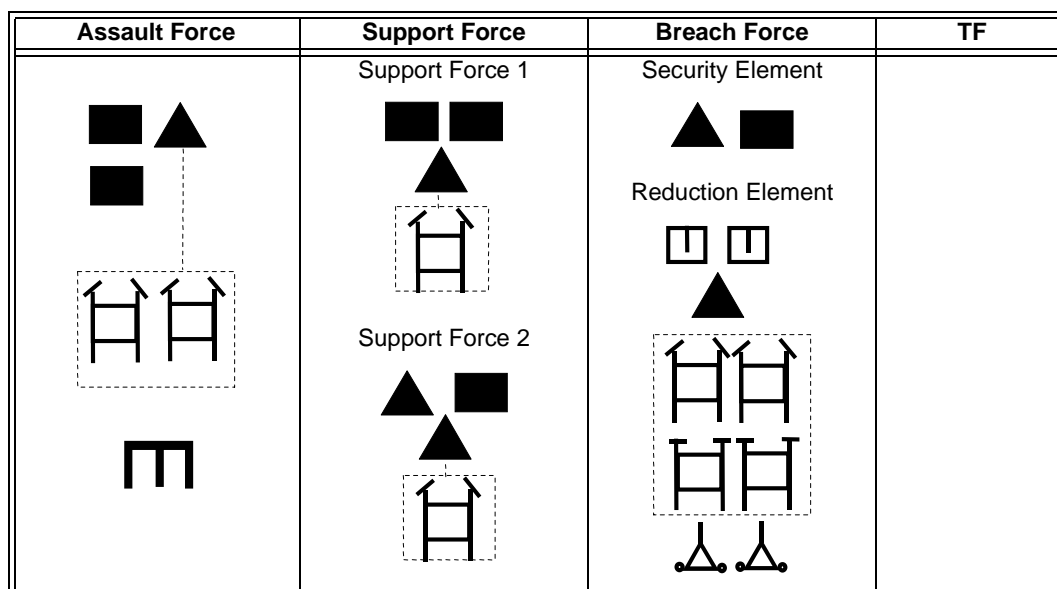 Assault Force
Support Force
Breach Force
TF
Support Force 1
Security Element
Reduction Element
Support Force 2